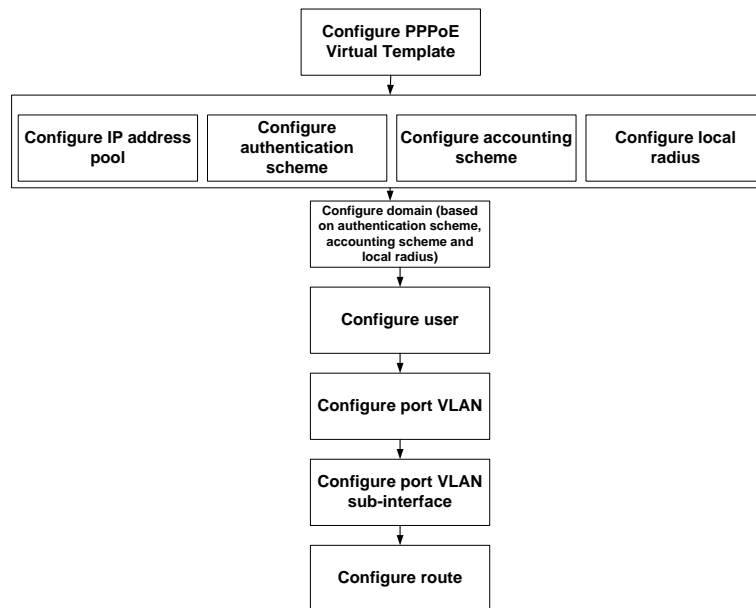 Configure PPPoE
Virtual Template
Configure IP address
pool
Configure
authentication
scheme
Configure accounting
scheme
Configure local
radius
Configure domain (based
on authentication scheme,
accounting scheme and
local radius)
Configure user
Configure port VLAN
Configure port VLAN
sub-interface
Configure route